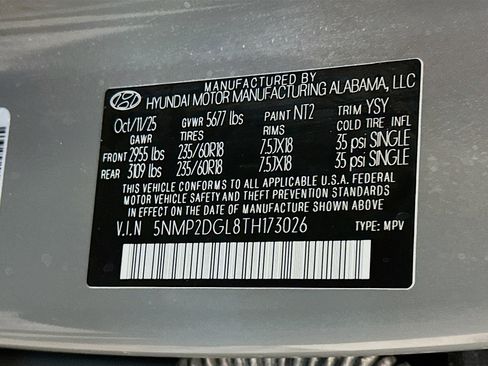 MANUFACTURED BY
HYUNDAI MOTOR MANUFACTURING ALABAMA, LLC
Oct/11/25 GVWR 5677 lbs PAINT NT2 TRIM YSY
GAWR TIRES RIMS COLD TIRE INFL
FRONT 2955 lbs 235/60R18 7.5JX18 35 psi SINGLE
REAR 3109 lbs 235/60R18 7.5JX18 35 psi SINGLE
THIS VEHICLE CONFORMS TO ALL APPLICABLE U.S. FEDERAL
MOTOR VEHICLE SAFETY AND THEFT PREVENTION STANDARDS
IN EFFECT ON THE DATE OF MANUFACTURE SHOWN ABOVE.
V.I.N 5NMP2DGL8TH173026 TYPE: MPV